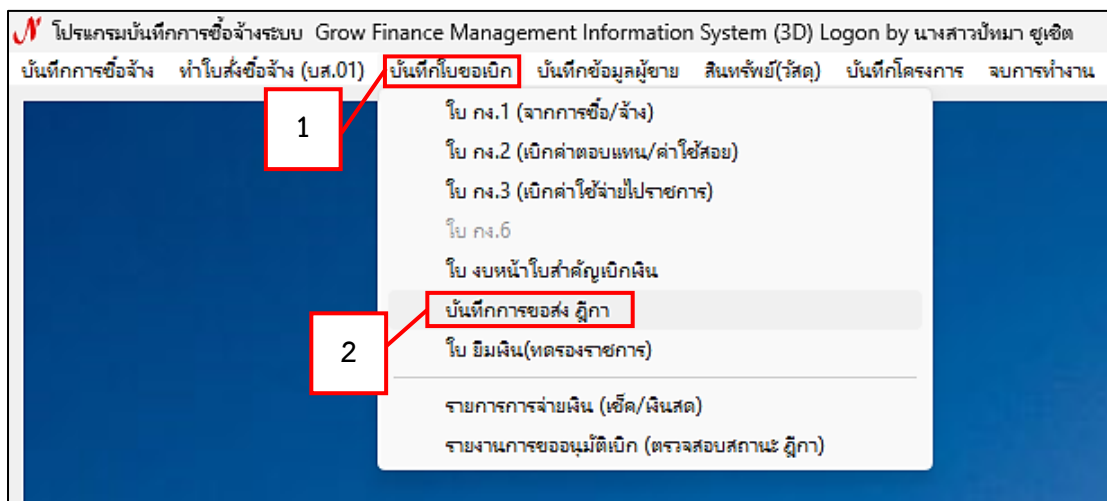 N โปรแกรมบันทึกการซื้อจ้างระบบ Grow Finance Management Information System (3D) Logon by นางสาวปัทมา ชูเชิด
บันทึกการซื้อจ้าง ทำใบสั่งซื้อจ้าง (บส.01) บันทึกใบขอเบิก บันทึกข้อมูลผู้ขาย สินทรัพย์(วัสดุ) บันทึกโครงการ จบการทำงาน
1
ใบ กง.1 (จากการซื้อ/จ้าง)
ใบ กง.2 (เบิกค่าตอบแทน/ค่าใช้สอย)
ใบ กง.3 (เบิกค่าใช้จ่ายไปราชการ)
ใบ กง.6
ใบ งบหน้าใบสำคัญเบิกเงิน
บันทึกการขอส่ง ฎีกา
2
ใบ ยืมเงิน(ทดรองราชการ)
รายการการจ่ายเงิน (เช็ค/เงินสด)
รายงานการขออนุมัติเบิก (ตรวจสอบสถานะ ฎีกา)